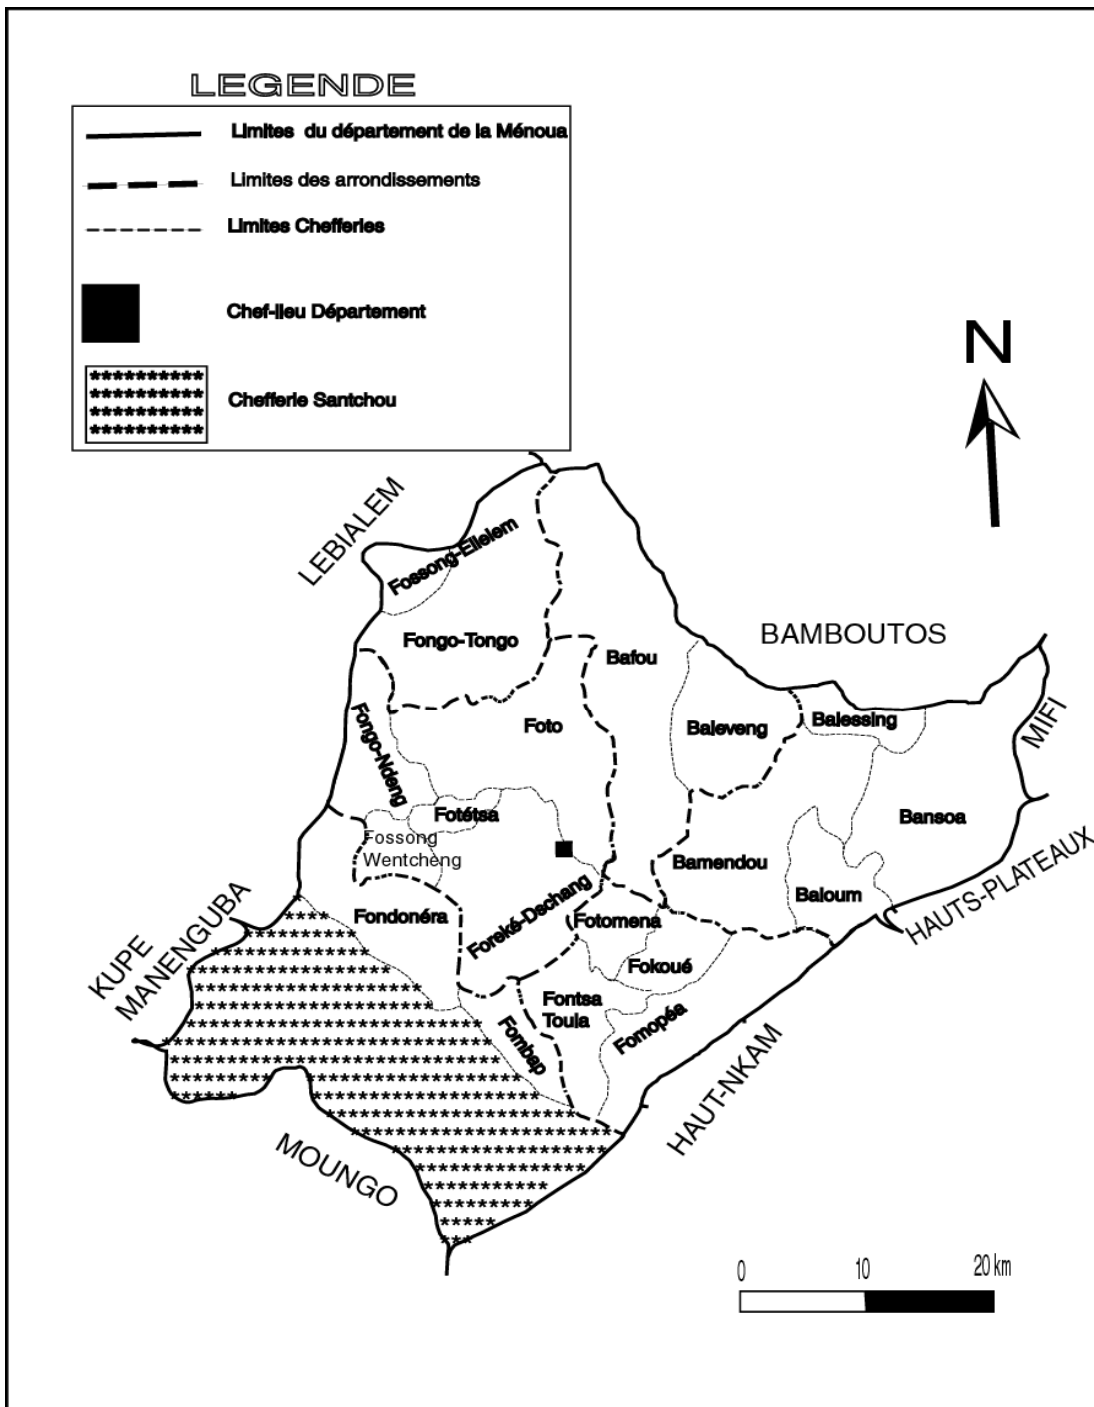 LEGENDE
Limites du département de la Ménoua
Limites des arrondissements
Limites Chefferies
Chef-lieu Département
Chefferie Santchou
N
LEBIALEM
Fossong-Ellelem
Fongo-Tongo
Bafou
BAMBOUTOS
Fongo-Ndeng
Foto
Baleveng
Balessing
MIFI
Fotétsa
Bansoa
Fossong
Wentcheng
Bamendou
Baloum
HAUTS-PLATEAUX
Fondonéra
Foreké-Dschang
Fotomena
KUPE
MANENGUBA
Fokoué
Fontsa
Toula
Fomopéa
Fombap
HAUT-NKAM
MOUNGO
0 10 20 km